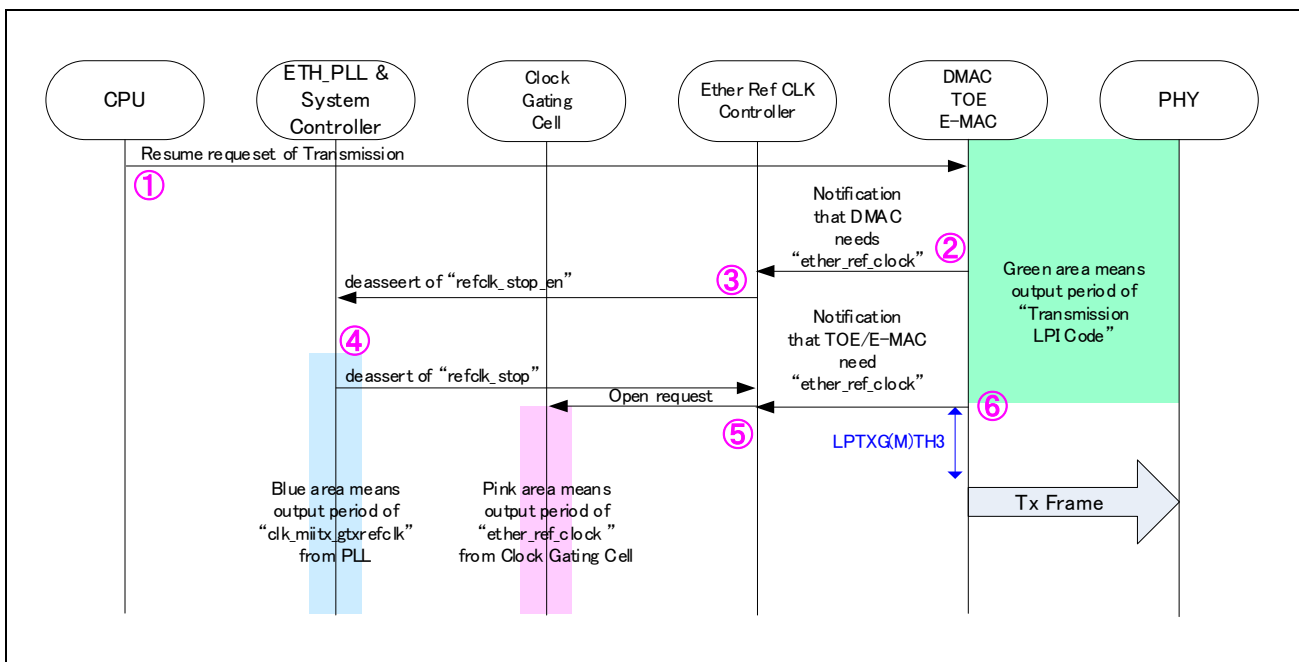 CPU
ETH_PLL &
System
Controller
Clock
Gating
Cell
Ether Ref CLK
Controller
DMAC
TOE
E-MAC
PHY
Resume requeset of Transmission
①
Notification
that DMAC
needs
“ether_ref_clock”
②
deasseert of “refclk_stop_en”
③
Green area means
output period of
“Transmission
LPI Code”
④
Notification
that TOE/E-MAC
need
“ether_ref_clock”
deassert of “refclk_stop”
Open request
⑤
⑥
LPTXG(M)TH3
Blue area means
output period of
“clk_miitx_gtxrefclk”
from PLL
Pink area means
output period of
“ether_ref_clock”
from Clock Gating Cell
Tx Frame